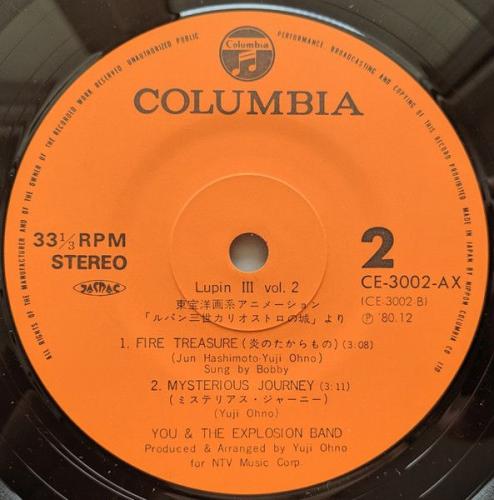 ALL RIGHTS OF THE MANUFACTURER AND OF THE OWNER OF THE RECORDED WORK RESERVED UNAUTHORISED PUBLIC PERFORMANCE, BROADCASTING AND COPYING OF THIS RECORD PROHIBITED MADE IN JAPAN BY NIPPON COLUMBIA CO LTD
Columbia
COLUMBIA
33 1/3 RPM
STEREO
JASRAC
2
CE-3002-AX
(CE-3002-B)
Ⓟ '80.12
Lupin III vol. 2
東宝洋画系アニメーション
「ルパン三世カリオストロの城」より
1. FIRE TREASURE (炎のたからもの) (3:08)
(Jun Hashimoto-Yuji Ohno)
Sung by Bobby
2. MYSTERIOUS JOURNEY (3:11)
(ミステリアス・ジャーニー)
(Yuji Ohno)
YOU & THE EXPLOSION BAND
Produced & Arranged by Yuji Ohno
for NTV Music Corp.